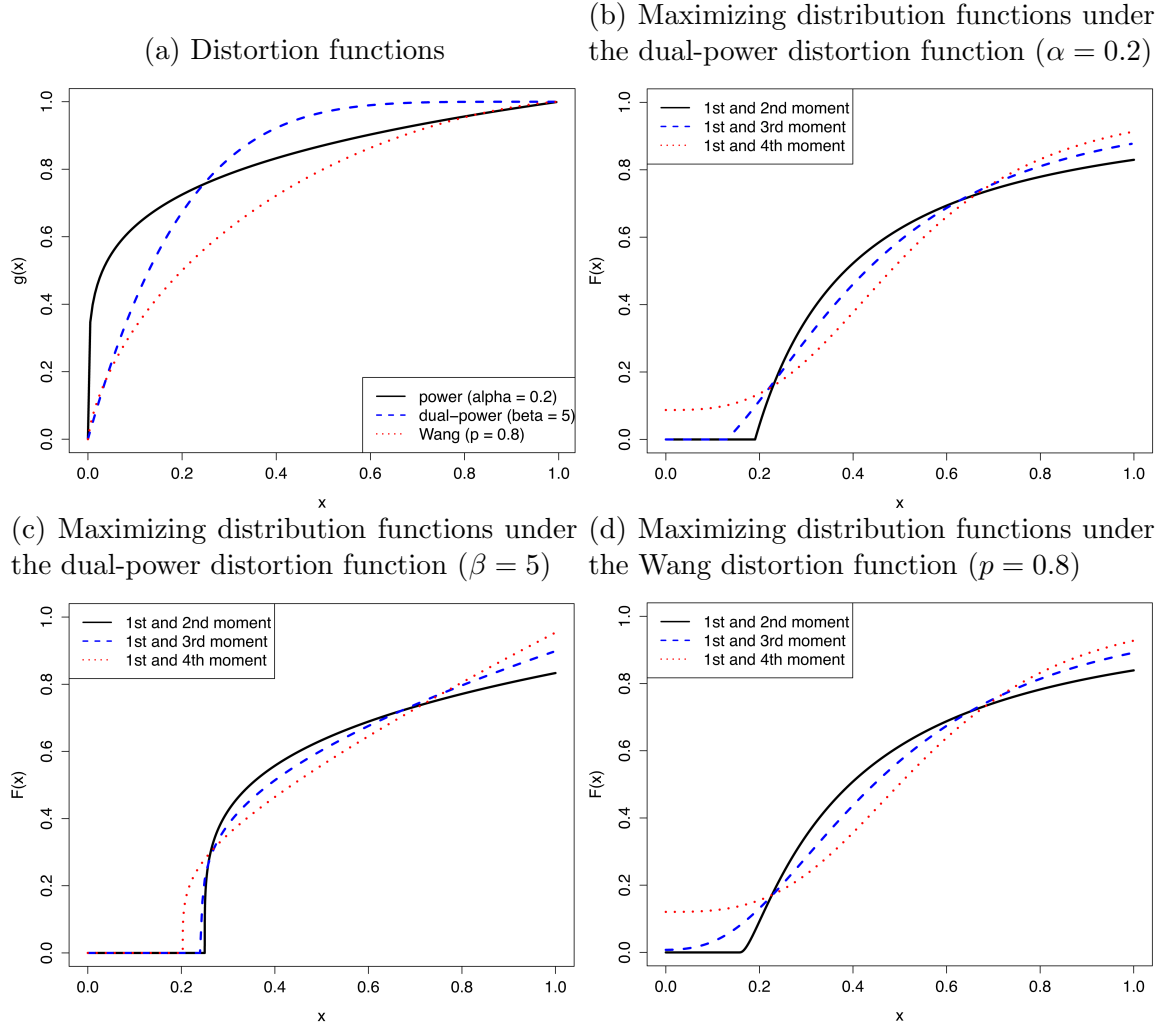 (a) Distortion functions
g(x)
1.0
0.8
0.6
0.4
0.2
0.0
power (alpha = 0.2)
dual−power (beta = 5)
Wang (p = 0.8)
0.0 0.2 0.4 0.6 0.8 1.0
x
(b) Maximizing distribution functions under
the dual-power distortion function (α = 0.2)
F(x)
1.0
0.8
0.6
0.4
0.2
0.0
1st and 2nd moment
1st and 3rd moment
1st and 4th moment
0.0 0.2 0.4 0.6 0.8 1.0
x
(c) Maximizing distribution functions under
the dual-power distortion function (β = 5)
F(x)
1.0
0.8
0.6
0.4
0.2
0.0
1st and 2nd moment
1st and 3rd moment
1st and 4th moment
0.0 0.2 0.4 0.6 0.8 1.0
x
(d) Maximizing distribution functions under
the Wang distortion function (p = 0.8)
F(x)
1.0
0.8
0.6
0.4
0.2
0.0
1st and 2nd moment
1st and 3rd moment
1st and 4th moment
0.0 0.2 0.4 0.6 0.8 1.0
x